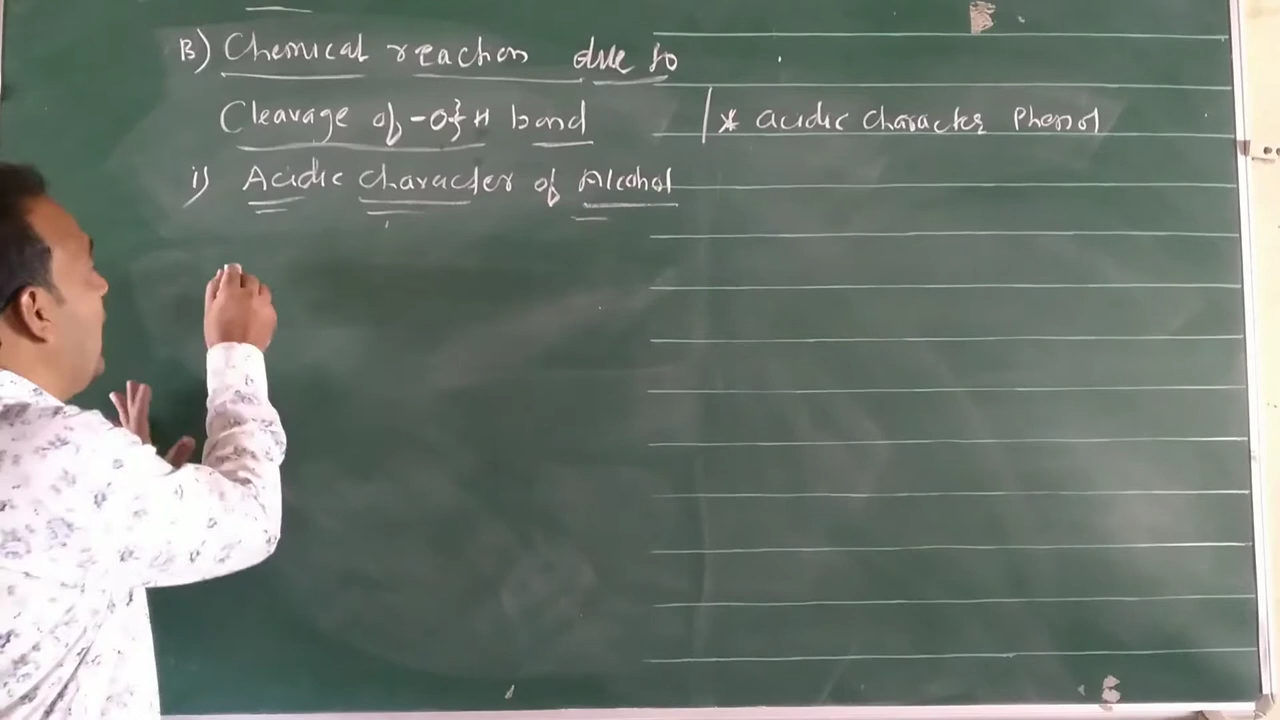 B) Chemical reaction due to
Cleavage of -O}H bond
i) Acidic character of Alcohol
* acidic character Phenol